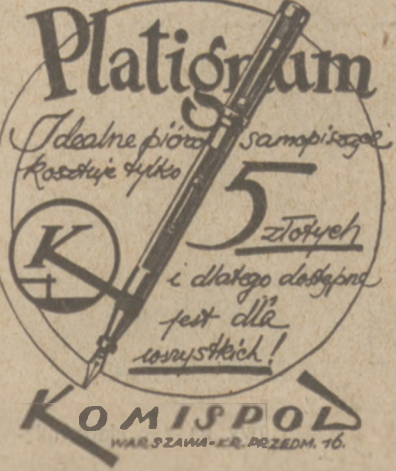 Platignum
Idealne pióro samopiszące
kosztuje tylko
5
złotych
K
i dlatego dostępne
jest dla
wszystkich!
KOMISPOL
WARSZAWA-KR. PRZEDM. 16.